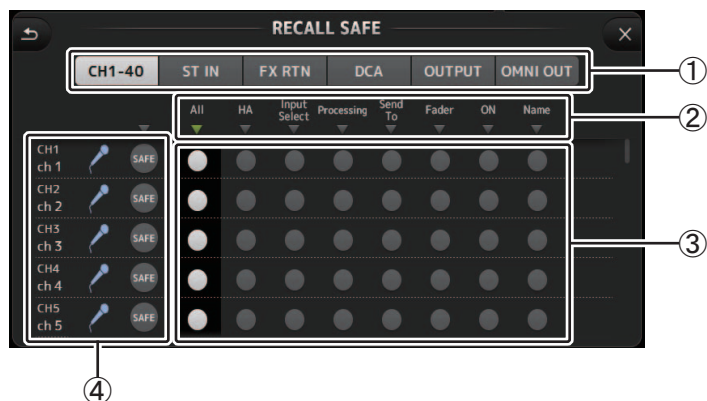 RECALL SAFE
CH1-40 ST IN FX RTN DCA OUTPUT OMNI OUT
①
All HA Input Select Processing Send To Fader ON Name
②
CH1
ch 1 SAFE
CH2
ch 2 SAFE
CH3
ch 3 SAFE
③
CH4
ch 4 SAFE
CH5
ch 5 SAFE
④